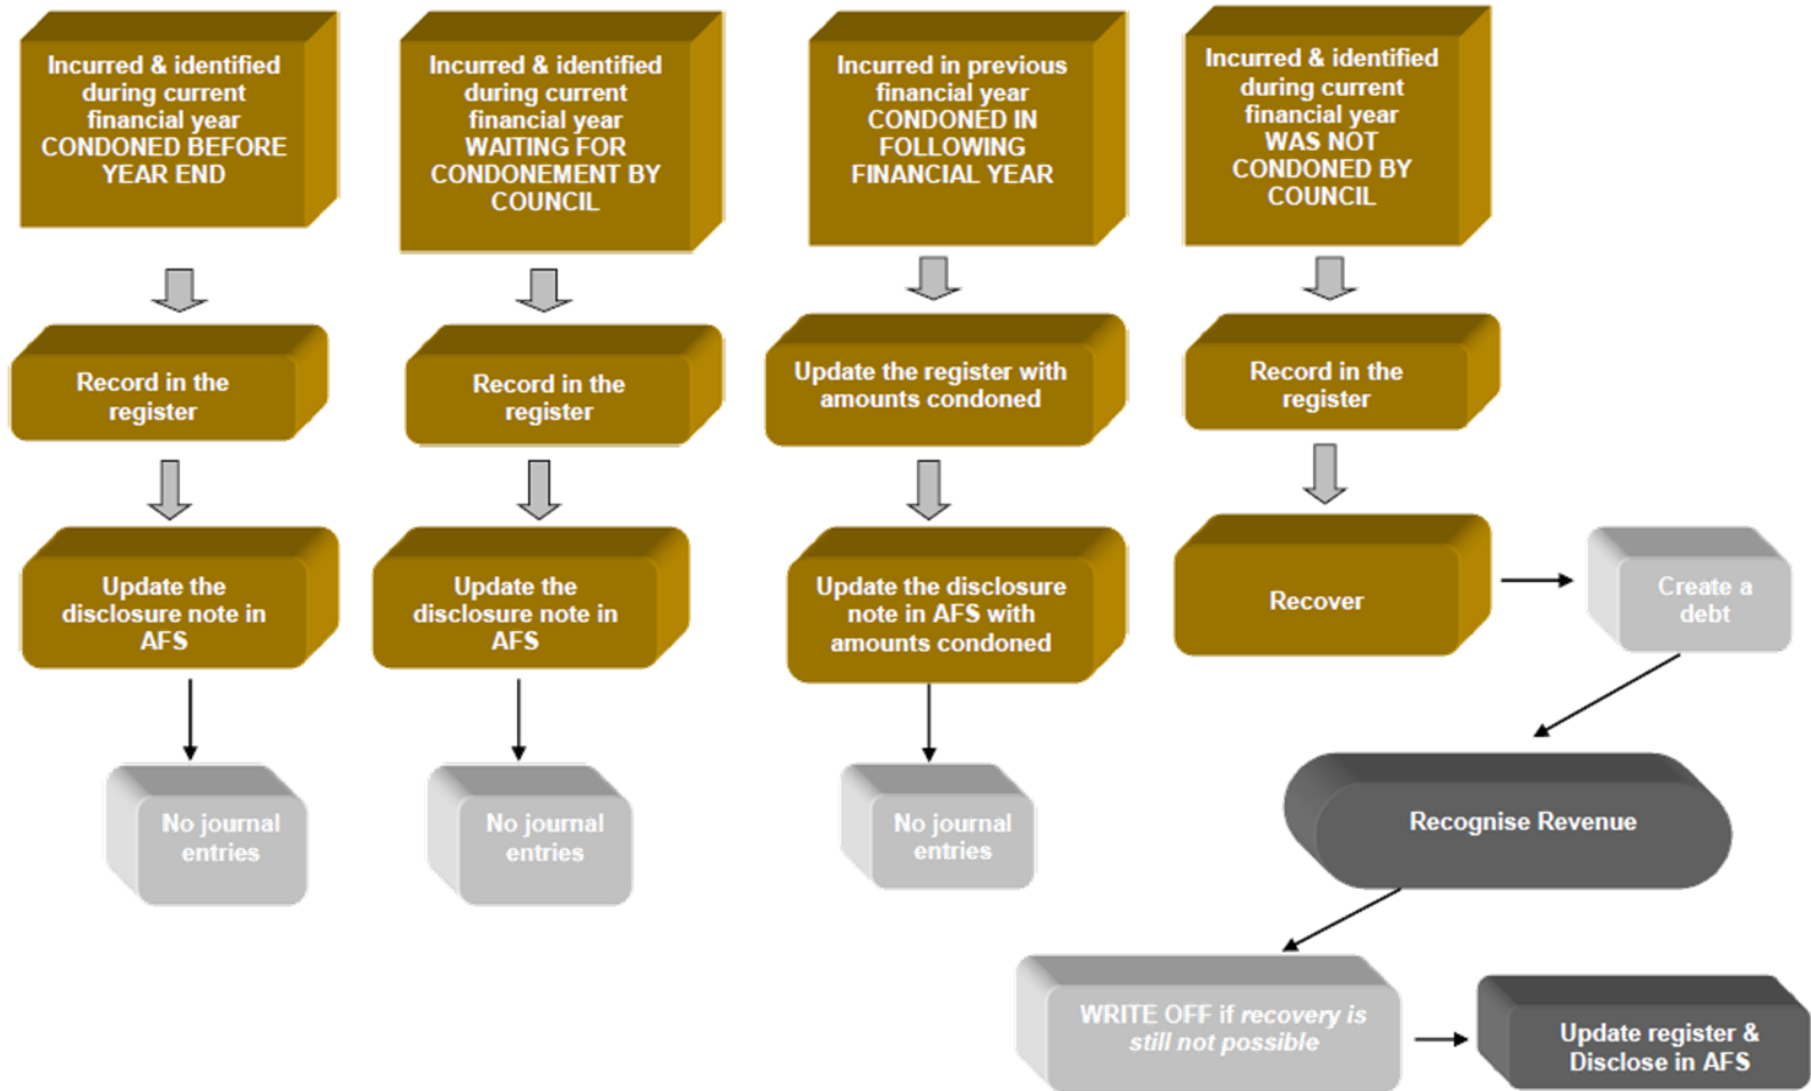 Incurred & identified
during current
financial year
CONDONED BEFORE
YEAR END
Incurred & identified
during current
financial year
WAITING FOR
CONDONEMENT BY
COUNCIL
Incurred in previous
financial year
CONDONED IN
FOLLOWING
FINANCIAL YEAR
Incurred & identified
during current
financial year
WAS NOT
CONDONED BY
COUNCIL
Record in the
register
Record in the
register
Update the register with
amounts condoned
Record in the
register
Update the
disclosure note in
AFS
Update the
disclosure note in
AFS
Update the disclosure
note in AFS with
amounts condoned
Recover
Create a
debt
No journal
entries
No journal
entries
No journal
entries
Recognise Revenue
WRITE OFF if recovery is
still not possible
Update register &
Disclose in AFS